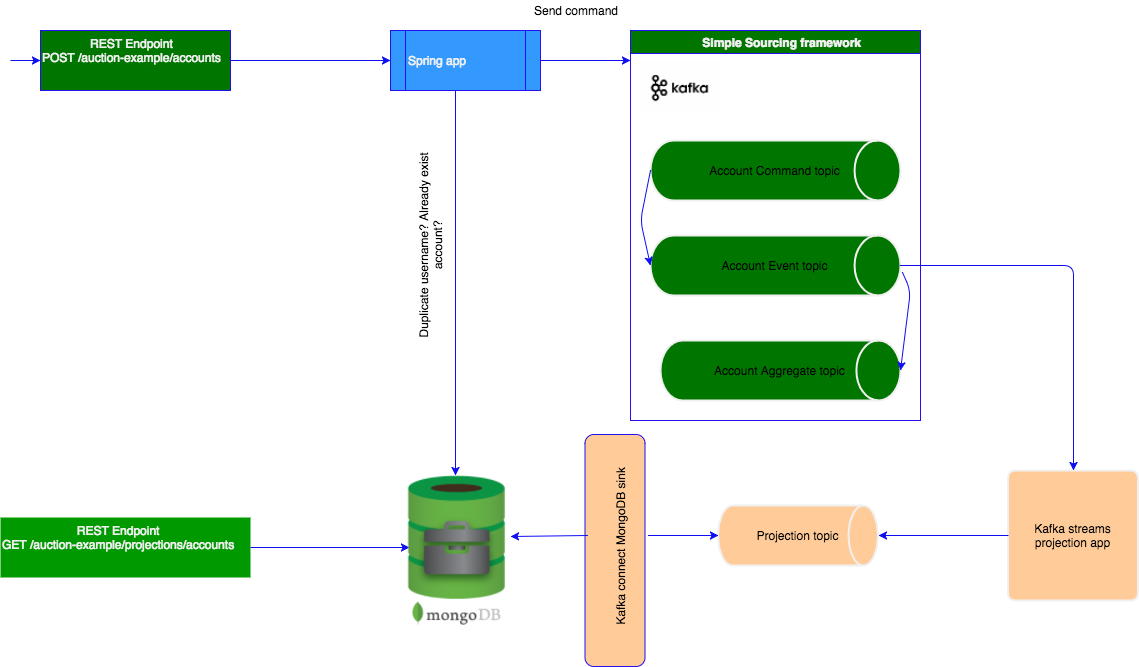 Send command
REST Endpoint
POST /auction-example/accounts
Spring app
Simple Sourcing framework
kafka
Account Command topic
Account Event topic
Account Aggregate topic
Duplicate username? Already exist
account?
REST Endpoint
GET /auction-example/projections/accounts
mongoDB
Kafka connect MongoDB sink
Projection topic
Kafka streams
projection app